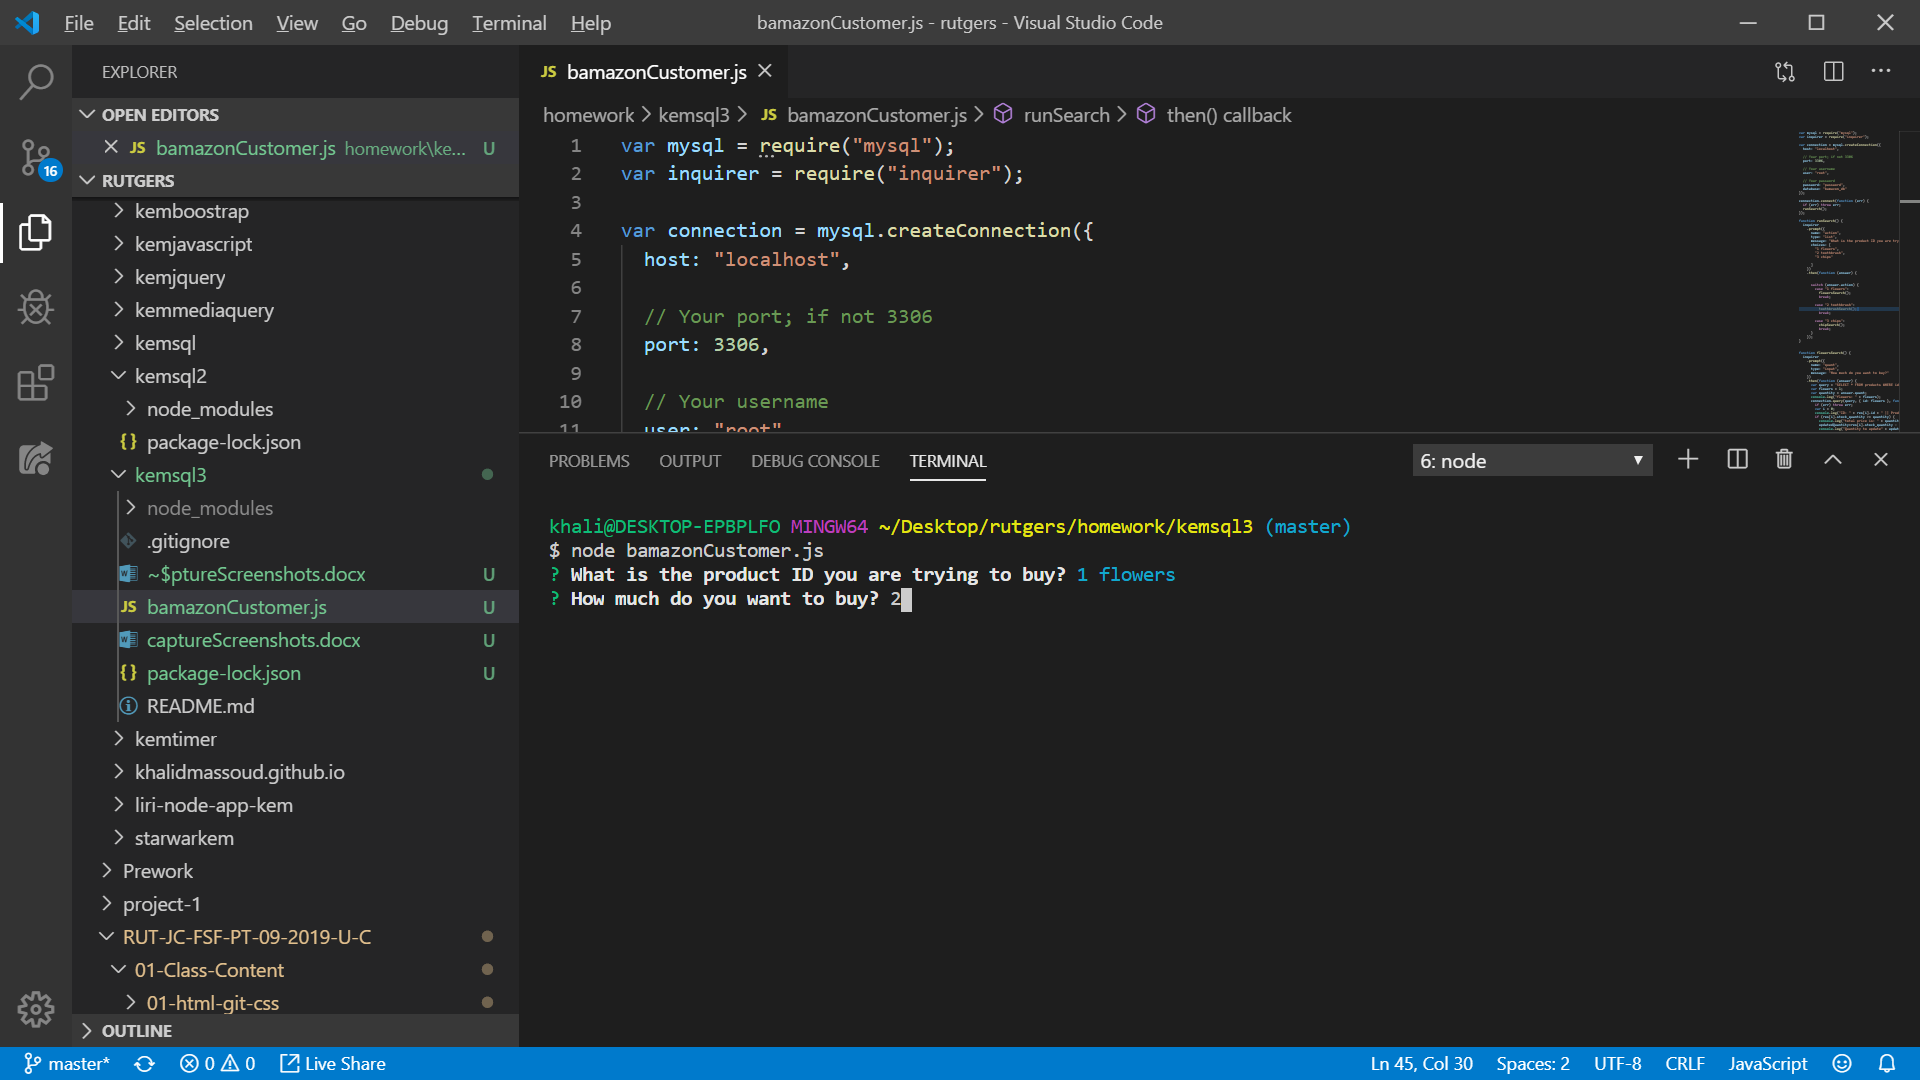 File Edit Selection View Go Debug Terminal Help
bamazonCustomer.js - rutgers - Visual Studio Code
EXPLORER
OPEN EDITORS
JS bamazonCustomer.js homework\ke... U
16
RUTGERS
kemboostrap
kemjavascript
kemjquery
kemmediaquery
kemsql
kemsql2
node_modules
{} package-lock.json
kemsql3
node_modules
.gitignore
~$ptureScreenshots.docx U
JS bamazonCustomer.js U
captureScreenshots.docx U
{} package-lock.json U
README.md
kemtimer
khalidmassoud.github.io
liri-node-app-kem
starwarkem
Prework
project-1
RUT-JC-FSF-PT-09-2019-U-C
01-Class-Content
01-html-git-css
OUTLINE
JS bamazonCustomer.js
homework > kemsql3 > JS bamazonCustomer.js > runSearch > then() callback
1 var mysql = require("mysql");
2 var inquirer = require("inquirer");
3
4 var connection = mysql.createConnection({
5 host: "localhost",
6
7 // Your port; if not 3306
8 port: 3306,
9
10 // Your username
11 user: "root"
PROBLEMS OUTPUT DEBUG CONSOLE TERMINAL
6: node
khali@DESKTOP-EPBPLFO MINGW64 ~/Desktop/rutgers/homework/kemsql3 (master)
$ node bamazonCustomer.js
? What is the product ID you are trying to buy? 1 flowers
? How much do you want to buy? 2
master* 0 0 Live Share
Ln 45, Col 30 Spaces: 2 UTF-8 CRLF JavaScript